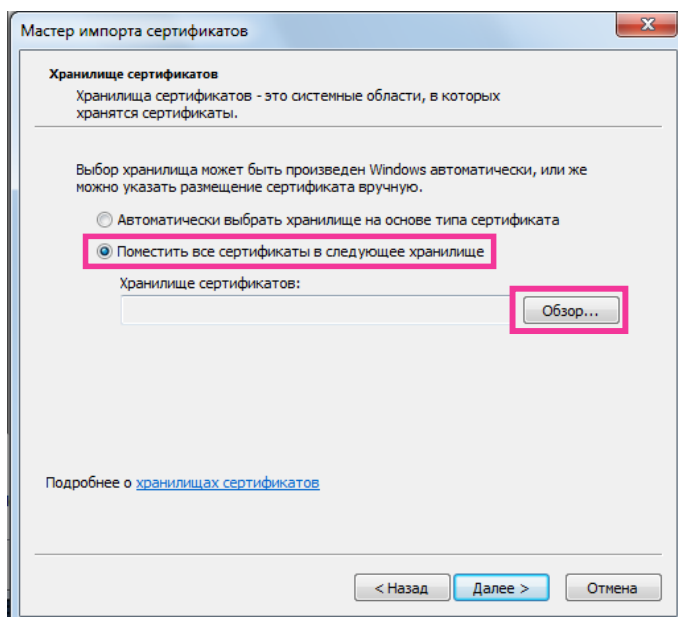 Мастер импорта сертификатов
Хранилище сертификатов
Хранилища сертификатов - это системные области, в которых
хранятся сертификаты.
Выбор хранилища может быть произведен Windows автоматически, или же
можно указать размещение сертификата вручную.
Автоматически выбрать хранилище на основе типа сертификата
Поместить все сертификаты в следующее хранилище
Хранилище сертификатов:
Обзор...
Подробнее о хранилищах сертификатов
< Назад Далее > Отмена